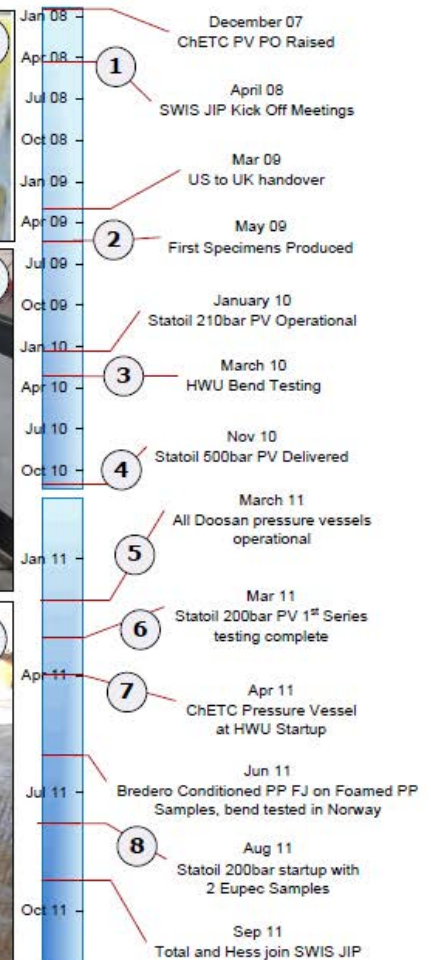 Jan 08
December 07
ChETC PV PO Raised
Apr 08
1
Jul 08
April 08
SWIS JIP Kick Off Meetings
Oct 08
Mar 09
US to UK handover
Jan 09
Apr 09
2
May 09
First Specimens Produced
Jul 09
Oct 09
January 10
Statoil 210bar PV Operational
Jan 10
3
March 10
HWU Bend Testing
Apr 10
Jul 10
Nov 10
Statoil 500bar PV Delivered
Oct 10
4
March 11
All Doosan pressure vessels
operational
Jan 11
5
Mar 11
Statoil 200bar PV 1st Series
testing complete
6
Apr 11
7
Apr 11
ChETC Pressure Vessel
at HWU Startup
Jun 11
Bredero Conditioned PP FJ on Foamed PP
Samples, bend tested in Norway
Jul 11
8
Aug 11
Statoil 200bar startup with
2 Eupec Samples
Oct 11
Sep 11
Total and Hess join SWIS JIP